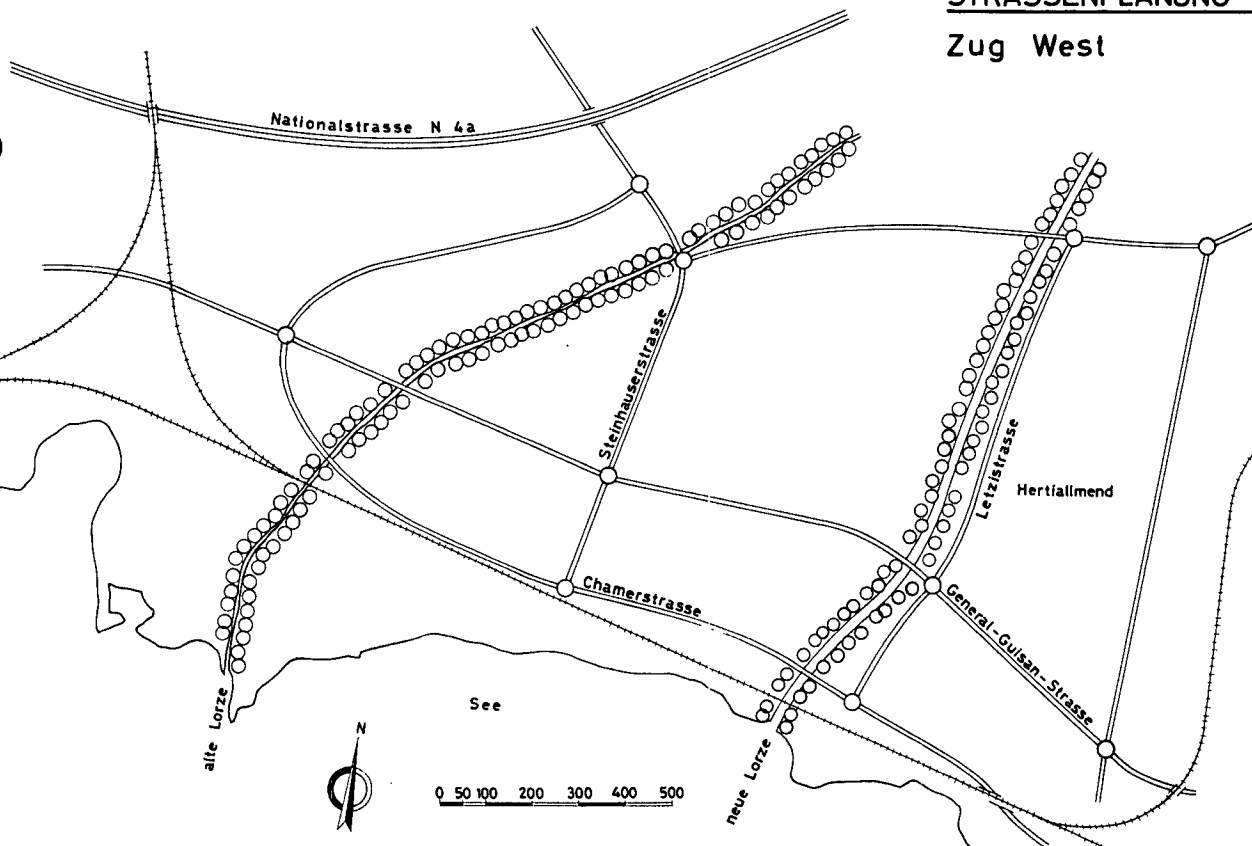 STRASSENPLANUNG
Zug West
Nationalstrasse N 4a
Steinhauserstrasse
Letzistrasse
Hertiallmend
Chamerstrasse
General-Guisan-Strasse
See
alte Lorze
neue Lorze
N
0 50 100 200 300 400 500